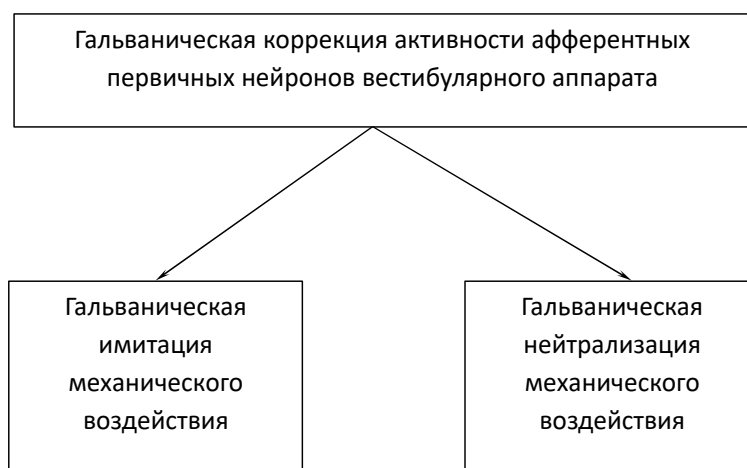 Гальваническая коррекция активности афферентных
первичных нейронов вестибулярного аппарата
Гальваническая
имитация
механического
воздействия
Гальваническая
нейтрализация
механического
воздействия